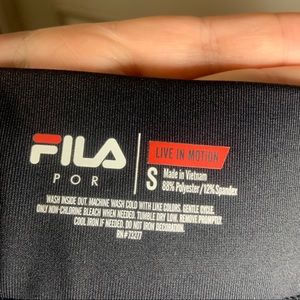 FILA
POR
LIVE IN MOTION
S
Made in Vietnam
88% Polyester/12% Spandex
WASH INSIDE OUT. MACHINE WASH COLD WITH LIKE COLORS. GENTLE CYCLE.
ONLY NON-CHLORINE BLEACH WHEN NEEDED. TUMBLE DRY LOW. REMOVE PROMPTLY.
COOL IRON IF NEEDED. DO NOT IRON DECORATION.
RN# 73277